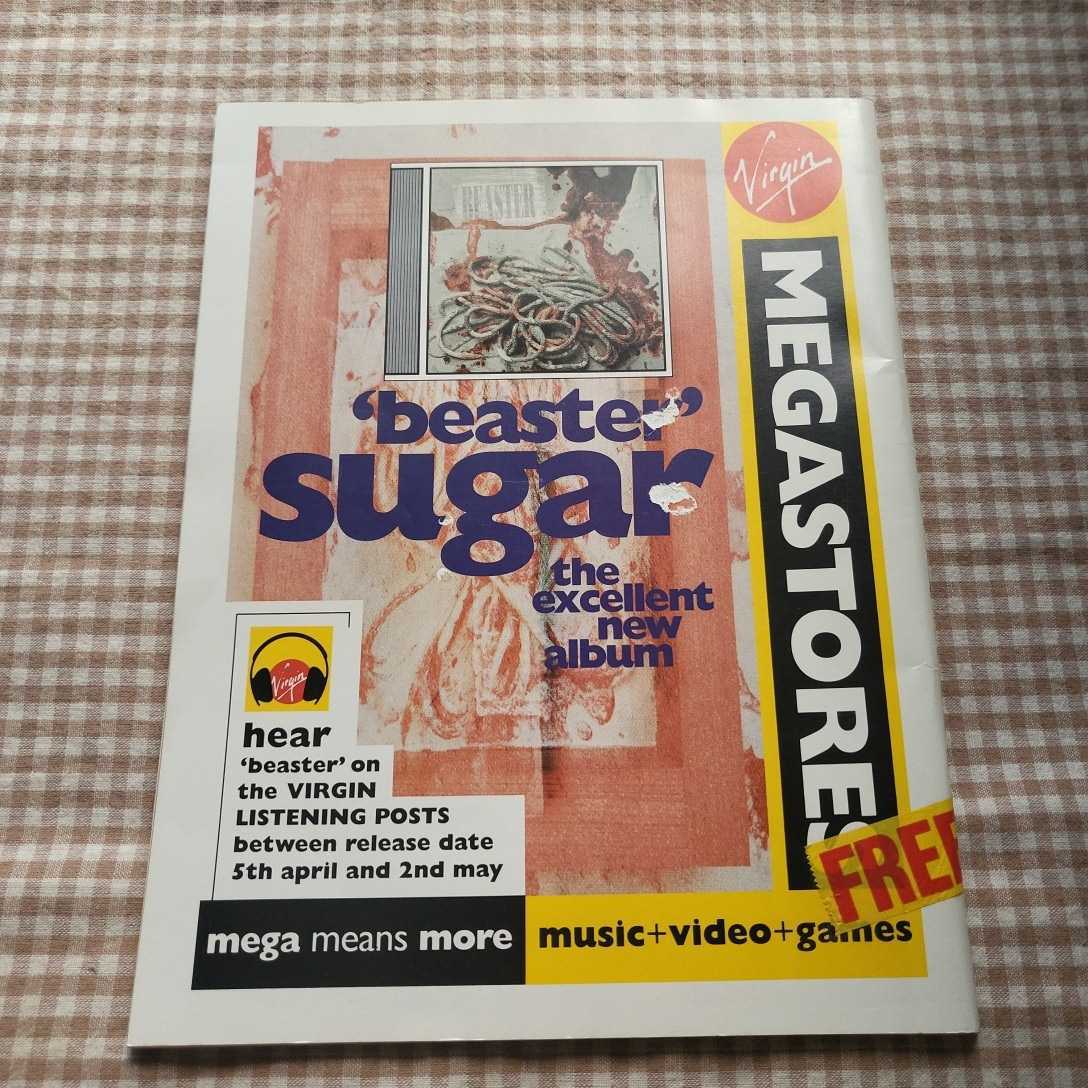 Virgin
MEGASTORES
BEASTER
‘beaster’
sugar
the
excellent
new
album
Virgin
hear
‘beaster’ on
the VIRGIN
LISTENING POSTS
between release date
5th april and 2nd may
FREE
mega means more
music+video+games